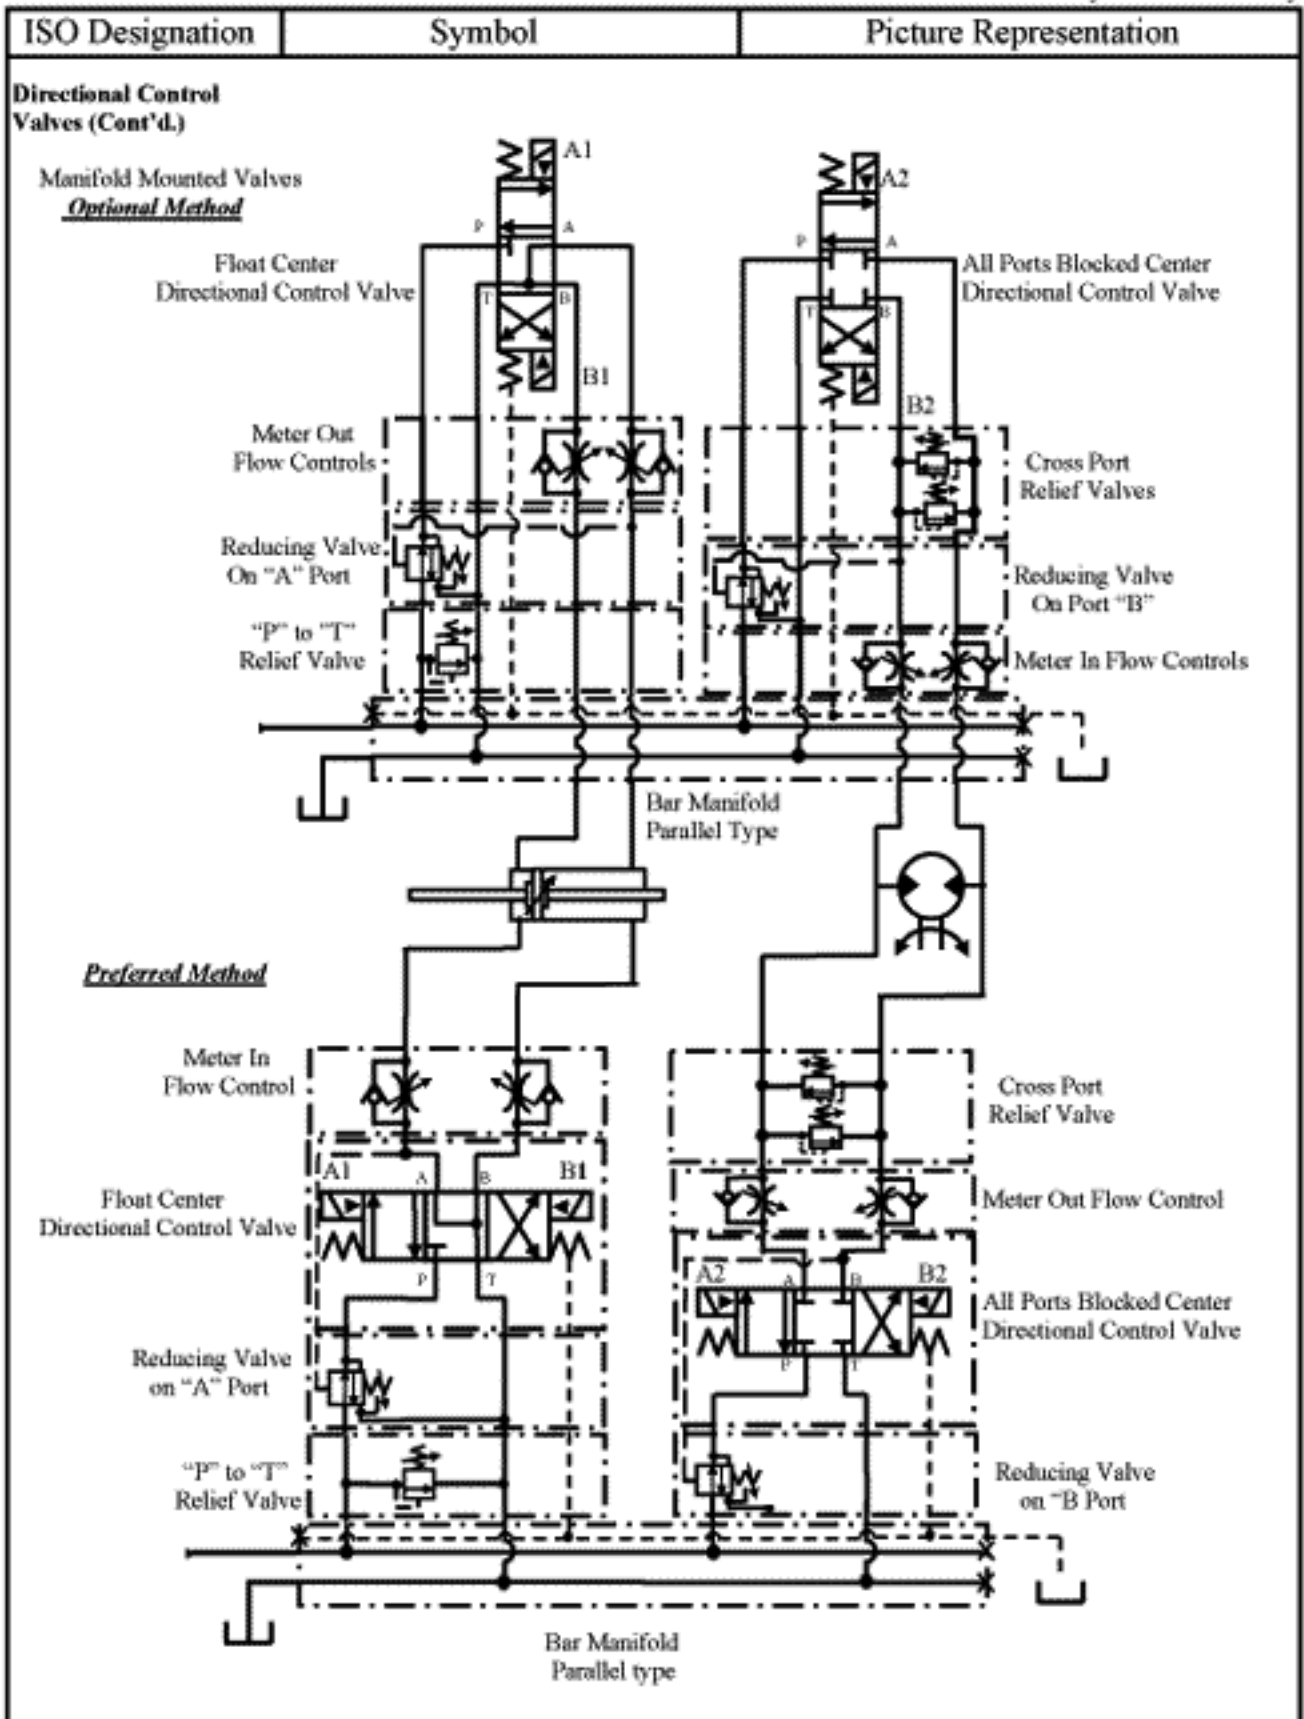 ISO Designation
Symbol
Picture Representation
Directional Control
Valves (Cont'd.)
Manifold Mounted Valves
Optional Method
A1
A2
P
A
P
A
Float Center
Directional Control Valve
All Ports Blocked Center
Directional Control Valve
T
B
T
B
B1
B2
Meter Out
Flow Controls
Cross Port
Relief Valves
Reducing Valve
On "A" Port
Reducing Valve
On Port "B"
"P" to "T"
Relief Valve
Meter In Flow Controls
Bar Manifold
Parallel Type
Preferred Method
Meter In
Flow Control
Cross Port
Relief Valve
A1
A
B
B1
Float Center
Directional Control Valve
Meter Out Flow Control
P
T
A2
A
B
B2
All Ports Blocked Center
Directional Control Valve
P
T
Reducing Valve
on "A" Port
"P" to "T"
Relief Valve
Reducing Valve
on "B Port
Bar Manifold
Parallel type